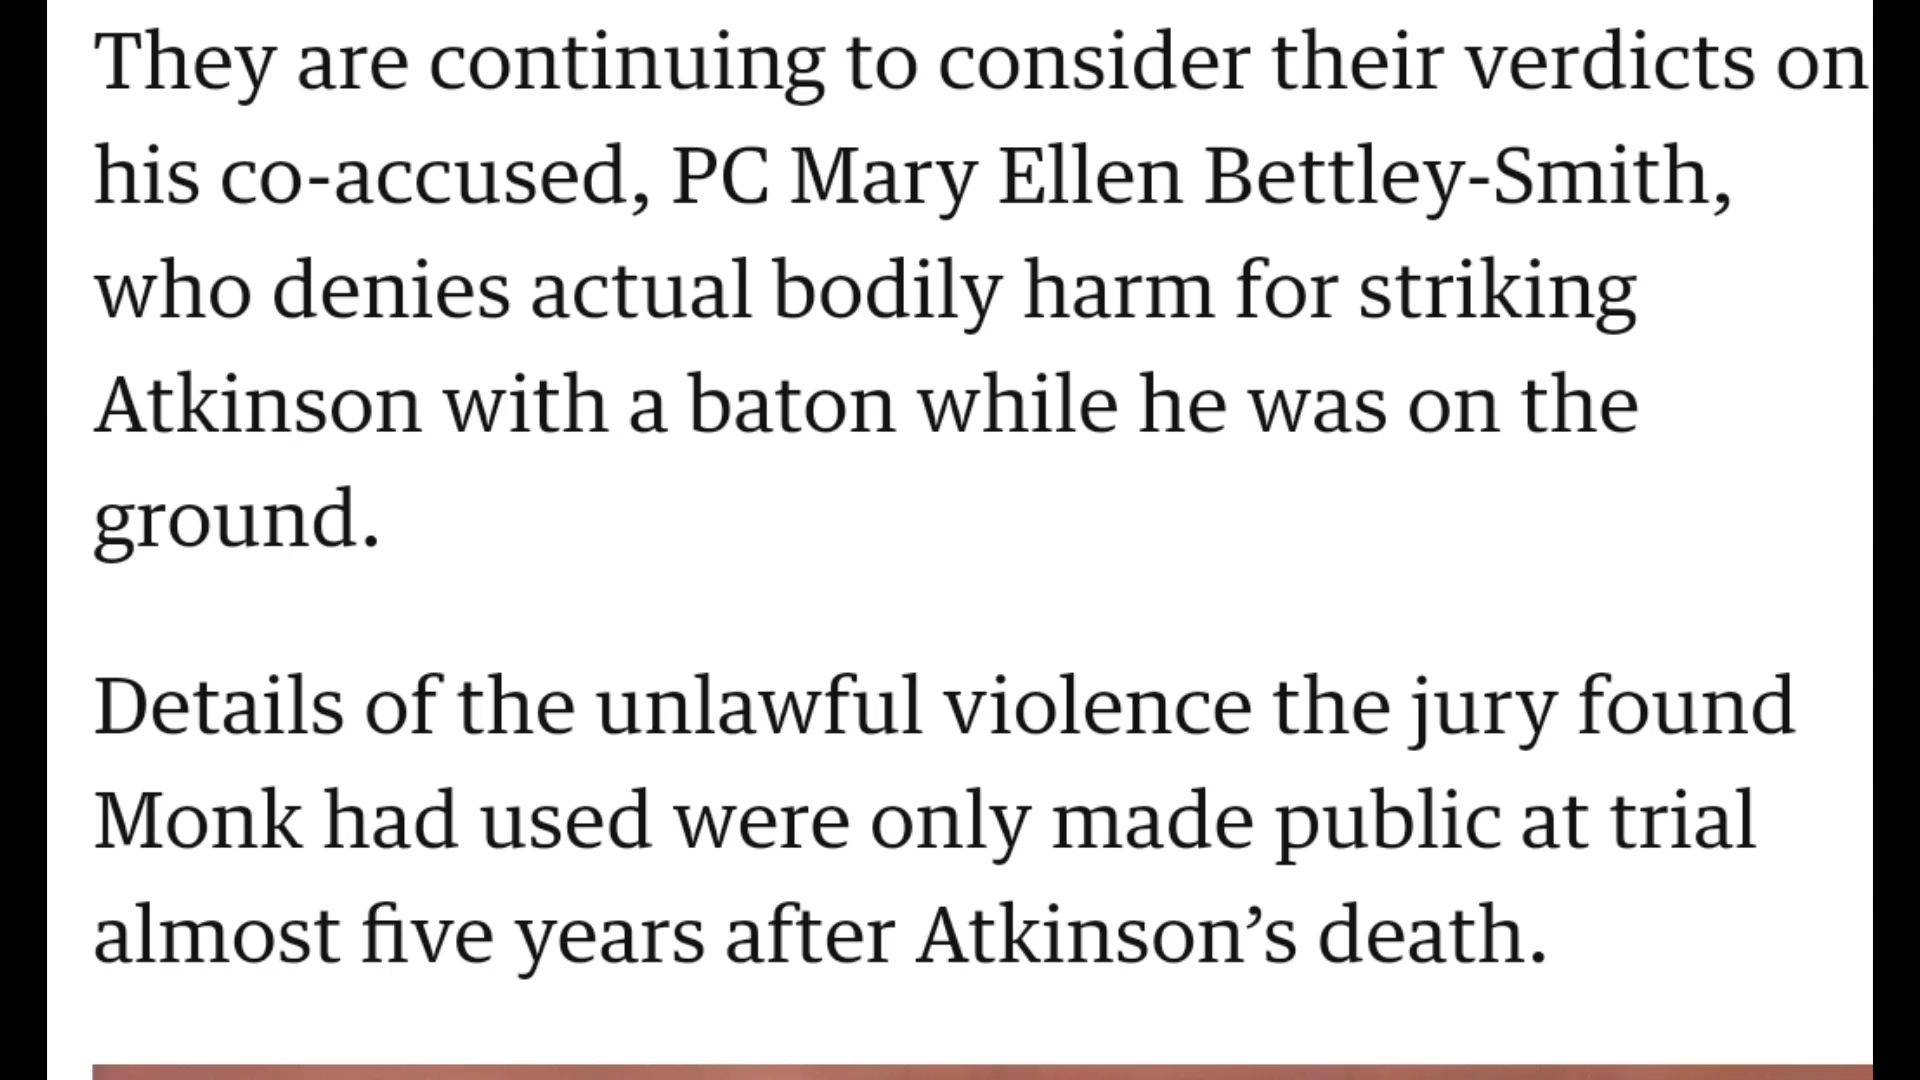 They are continuing to consider their verdicts on
his co-accused, PC Mary Ellen Bettley-Smith,
who denies actual bodily harm for striking
Atkinson with a baton while he was on the
ground.
Details of the unlawful violence the jury found
Monk had used were only made public at trial
almost five years after Atkinson’s death.